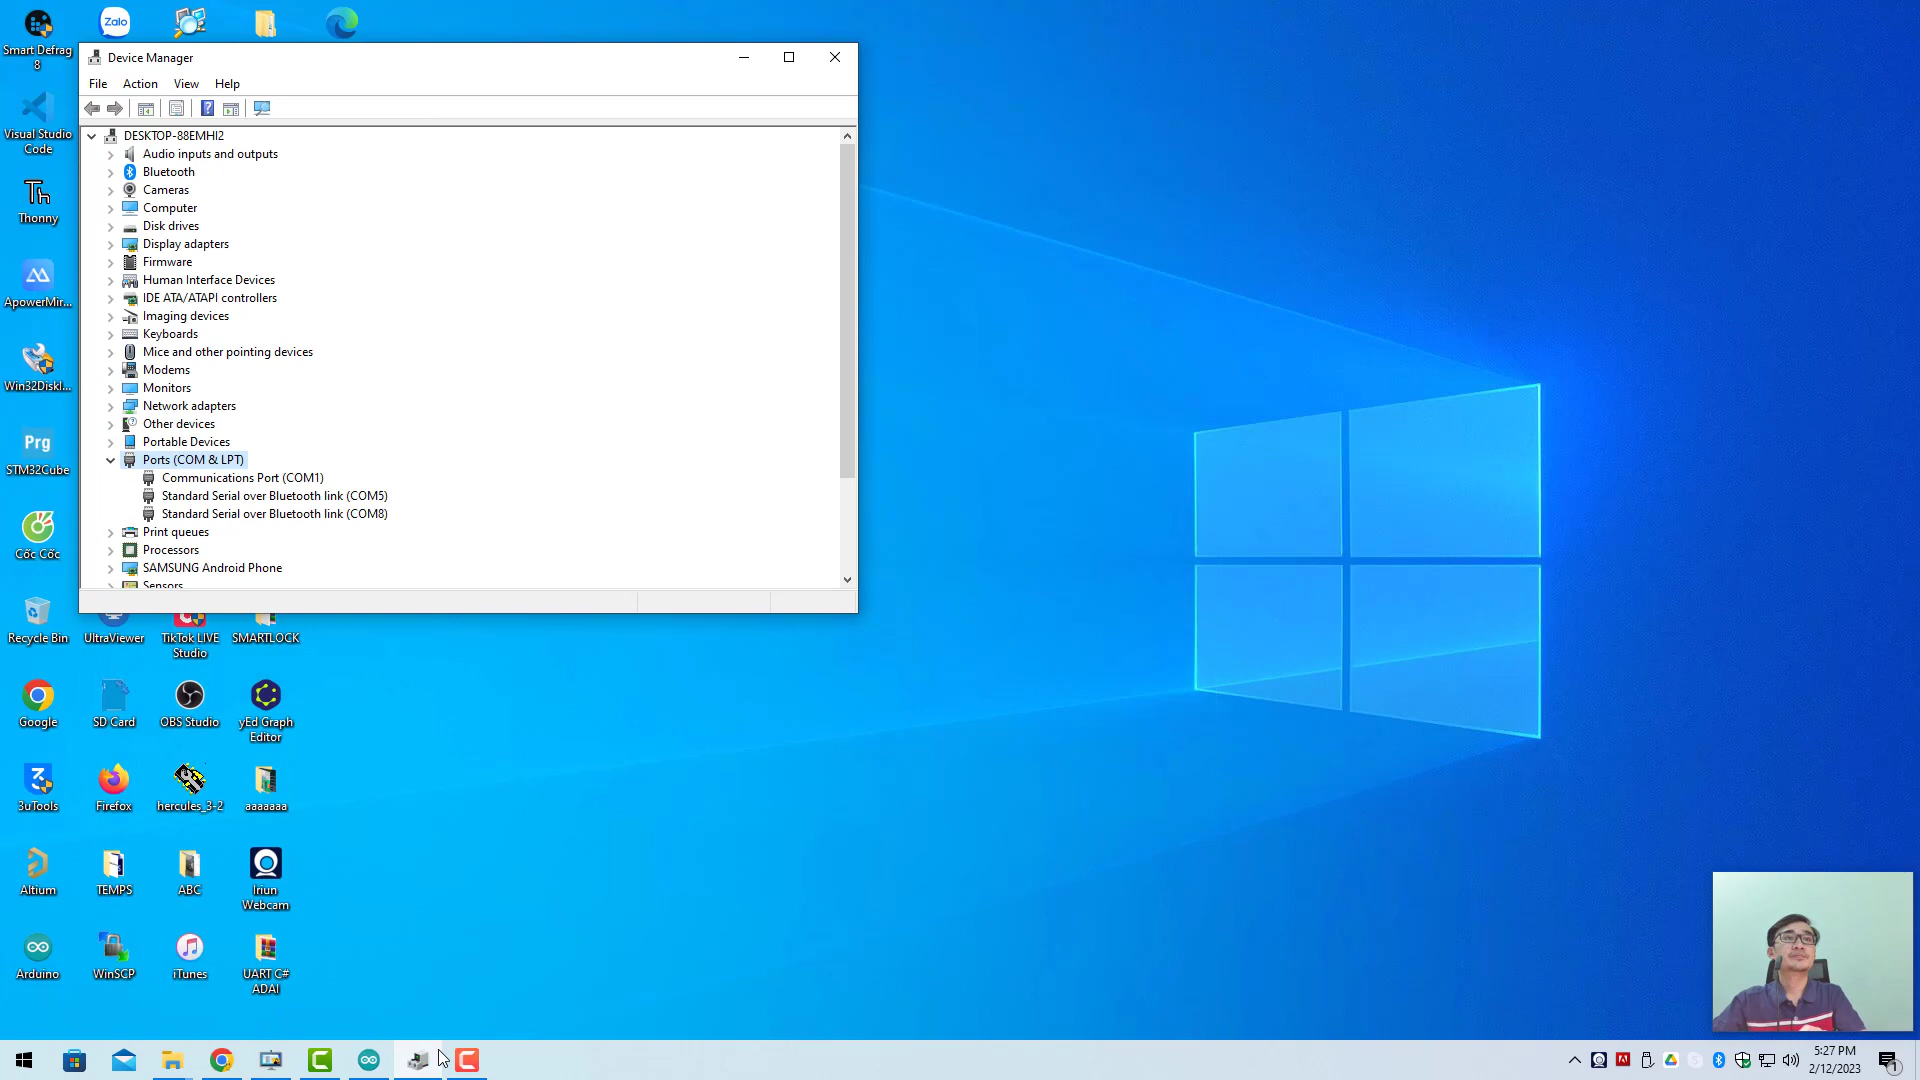 Smart Defrag
8
Zalo
Visual Studio
Code
Thonny
ApowerMir...
Win32DiskI...
Prg
STM32Cube
Cốc Cốc
Device Manager
File
Action
View
Help
DESKTOP-88EMHI2
Audio inputs and outputs
Bluetooth
Cameras
Computer
Disk drives
Display adapters
Firmware
Human Interface Devices
IDE ATA/ATAPI controllers
Imaging devices
Keyboards
Mice and other pointing devices
Modems
Monitors
Network adapters
Other devices
Portable Devices
Ports (COM & LPT)
Communications Port (COM1)
Standard Serial over Bluetooth link (COM5)
Standard Serial over Bluetooth link (COM8)
Print queues
Processors
SAMSUNG Android Phone
Sensors
Recycle Bin
UltraViewer
TikTok LIVE
Studio
SMARTLOCK
Google
SD Card
OBS Studio
yEd Graph
Editor
3uTools
Firefox
hercules_3-2
aaaaaaa
Altium
TEMPS
ABC
Iriun
Webcam
Arduino
WinSCP
iTunes
UART C#
ADAI
5:27 PM
2/12/2023
1